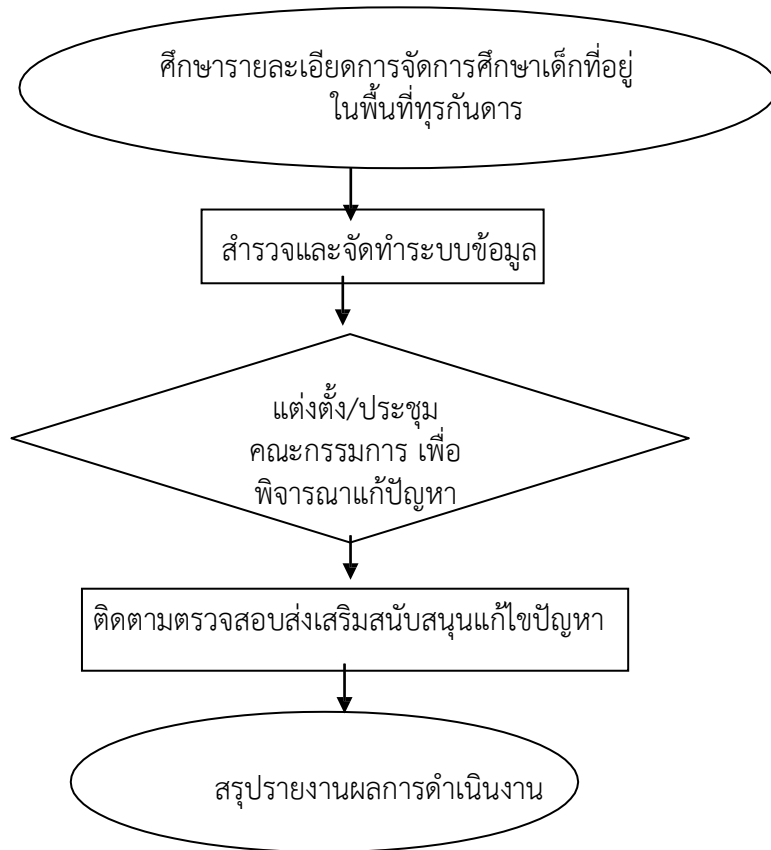 ศึกษารายละเอียดการจัดการศึกษาเด็กที่อยู่
ในพื้นที่ทุรกันดาร
สำรวจและจัดทำระบบข้อมูล
แต่งตั้ง/ประชุม
คณะกรรมการ เพื่อ
พิจารณาแก้ปัญหา
ติดตามตรวจสอบส่งเสริมสนับสนุนแก้ไขปัญหา
สรุปรายงานผลการดำเนินงาน